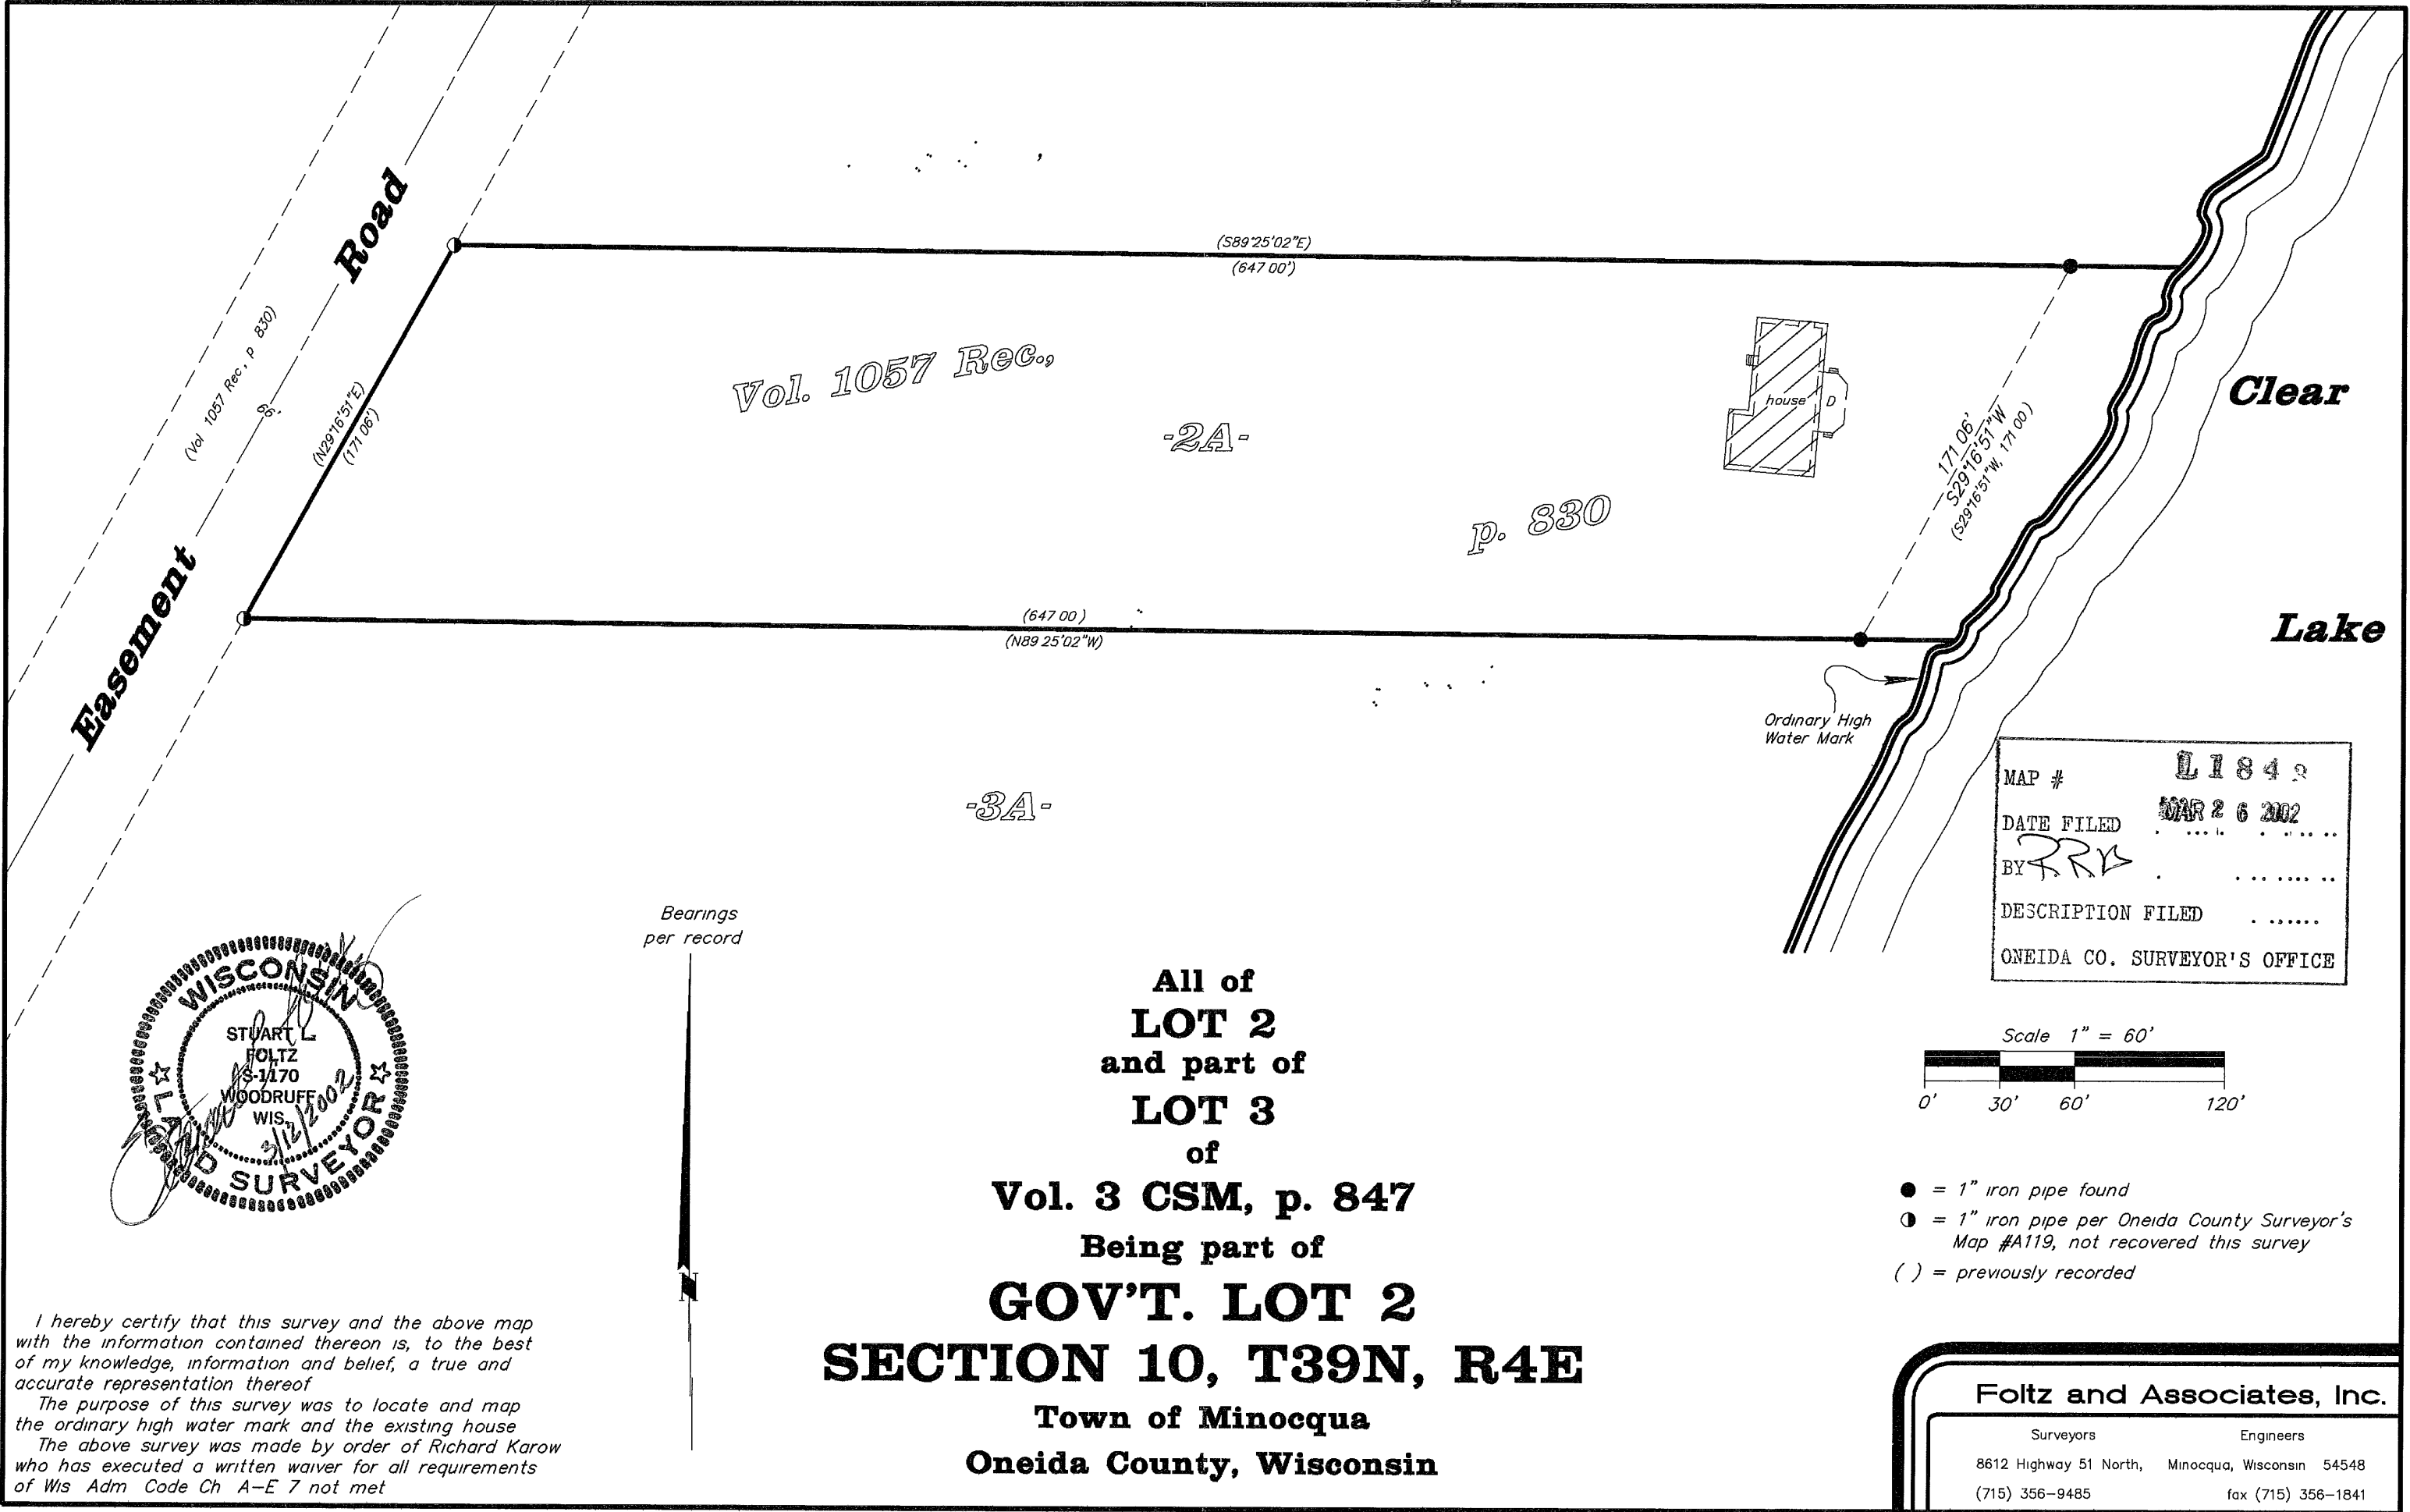 Easement Road
(Vol 1057 Rec, p 830)
66'
(N29°16'51"E)
(171 06')
(S89°25'02"E)
(647 00')
Vol. 1057 Rec.,
-2A-
p. 830
house
D
171 06'
S29°16'51"W
(S29°16'51"W, 171 00)
Clear
Lake
(647 00)
(N89 25'02"W)
Ordinary High
Water Mark
-3A-
MAP #
DATE FILED MAR 26 2002
BY
DESCRIPTION FILED
ONEIDA CO. SURVEYOR'S OFFICE
Bearings
per record
N
WISCONSIN
STUART L.
FOLTZ
S-1170
WOODRUFF
WIS.
3/12/2002
LAND SURVEYOR
All of
LOT 2
and part of
LOT 3
of
Vol. 3 CSM, p. 847
Being part of
GOV'T. LOT 2
SECTION 10, T39N, R4E
Town of Minocqua
Oneida County, Wisconsin
Scale 1" = 60'
0' 30' 60' 120'
= 1" iron pipe found
= 1" iron pipe per Oneida County Surveyor's
Map #A119, not recovered this survey
( ) = previously recorded
I hereby certify that this survey and the above map
with the information contained thereon is, to the best
of my knowledge, information and belief, a true and
accurate representation thereof
The purpose of this survey was to locate and map
the ordinary high water mark and the existing house
The above survey was made by order of Richard Karow
who has executed a written waiver for all requirements
of Wis Adm Code Ch A-E 7 not met
Foltz and Associates, Inc.
Surveyors Engineers
8612 Highway 51 North, Minocqua, Wisconsin 54548
(715) 356-9485 fax (715) 356-1841